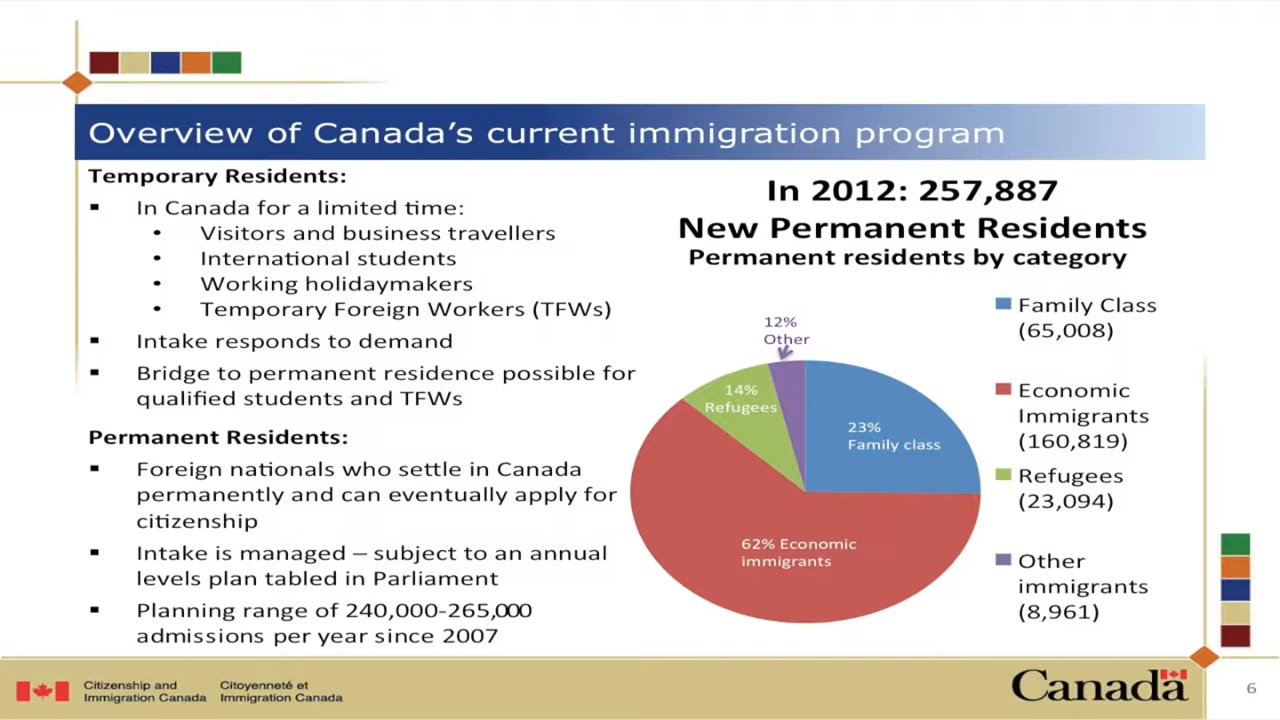 Overview of Canada's current immigration program
Temporary Residents:
▪ In Canada for a limited time:
• Visitors and business travellers
• International students
• Working holidaymakers
• Temporary Foreign Workers (TFWs)
▪ Intake responds to demand
▪ Bridge to permanent residence possible for
qualified students and TFWs
Permanent Residents:
▪ Foreign nationals who settle in Canada
permanently and can eventually apply for
citizenship
▪ Intake is managed – subject to an annual
levels plan tabled in Parliament
▪ Planning range of 240,000-265,000
admissions per year since 2007
In 2012: 257,887
New Permanent Residents
Permanent residents by category
12%
Other
14%
Refugees
23%
Family class
62% Economic
immigrants
Family Class
(65,008)
Economic
Immigrants
(160,819)
Refugees
(23,094)
Other
immigrants
(8,961)
Citizenship and
Immigration Canada
Citoyenneté et
Immigration Canada
Canada
6